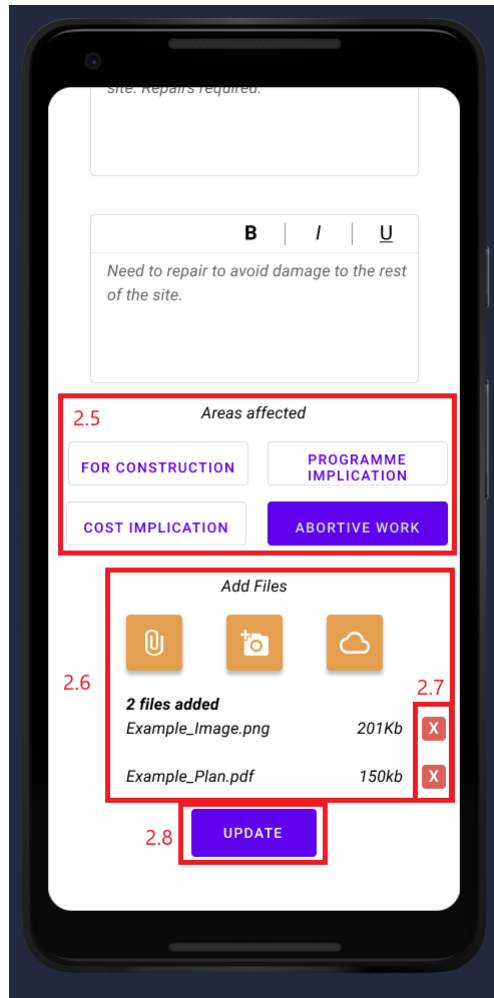 site. Repairs required.
B | I | U
Need to repair to avoid damage to the rest
of the site.
2.5
Areas affected
FOR CONSTRUCTION
PROGRAMME
IMPLICATION
COST IMPLICATION
ABORTIVE WORK
Add Files
2.6
2.7
2 files added
Example_Image.png 201Kb X
Example_Plan.pdf 150kb X
2.8
UPDATE